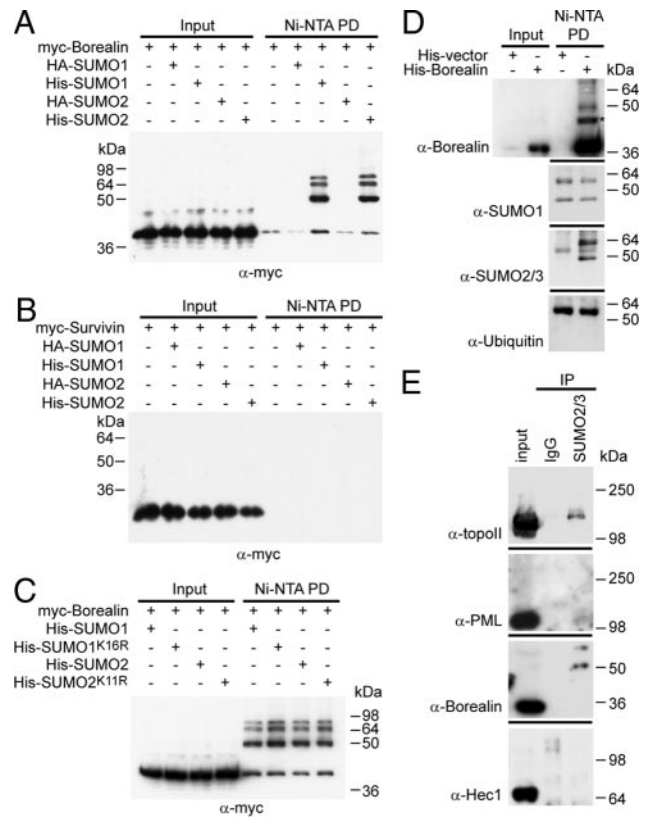 A
Input Ni-NTA PD
myc-Borealin + + + + + + + + + +
HA-SUMO1 - + - - - - + - - -
His-SUMO1 - - + - - - - + - -
HA-SUMO2 - - - + - - - - + -
His-SUMO2 - - - - + - - - - +
kDa
98
64
50
36
α-myc
B
Input Ni-NTA PD
myc-Survivin + + + + + + + + + +
HA-SUMO1 - + - - - - + - - -
His-SUMO1 - - + - - - - + - -
HA-SUMO2 - - - + - - - - + -
His-SUMO2 - - - - + - - - - +
kDa
64
50
36
α-myc
C
Input Ni-NTA PD
myc-Borealin + + + + + + + +
His-SUMO1 + - - - + - - -
His-SUMO1K16R - + - - - + - -
His-SUMO2 - - + - - - + -
His-SUMO2K11R - - - + - - - +
kDa
98
64
50
36
α-myc
D
Ni-NTA
Input PD
His-vector + - + -
His-Borealin - + - +
kDa
64
50
*
36
α-Borealin
64
50
α-SUMO1
64
50
α-SUMO2/3
64
50
α-Ubiquitin
E
IP
input IgG SUMO2/3
kDa
250
98
α-topoII
250
98
α-PML
50
36
α-Borealin
98
64
α-Hec1